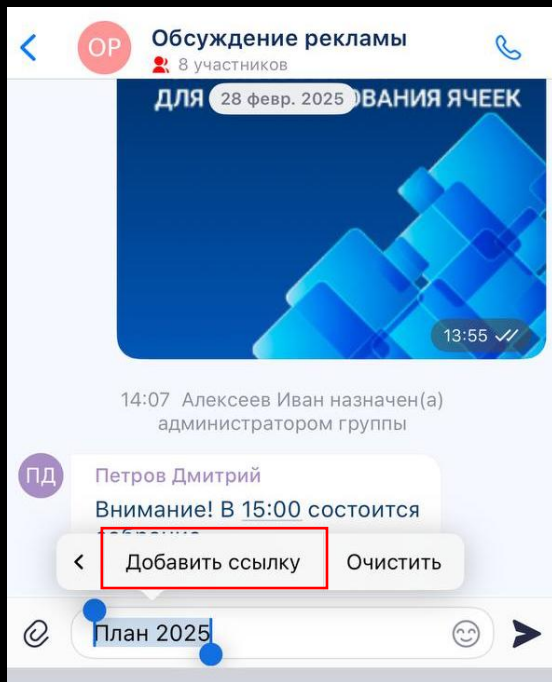 ОР
Обсуждение рекламы
8 участников
ДЛЯ
28 февр. 2025
ВАНИЯ ЯЧЕЕК
13:55
14:07 Алексеев Иван назначен(а)
администратором группы
ПД
Петров Дмитрий
Внимание! В 15:00 состоится
Добавить ссылку
Очистить
План 2025